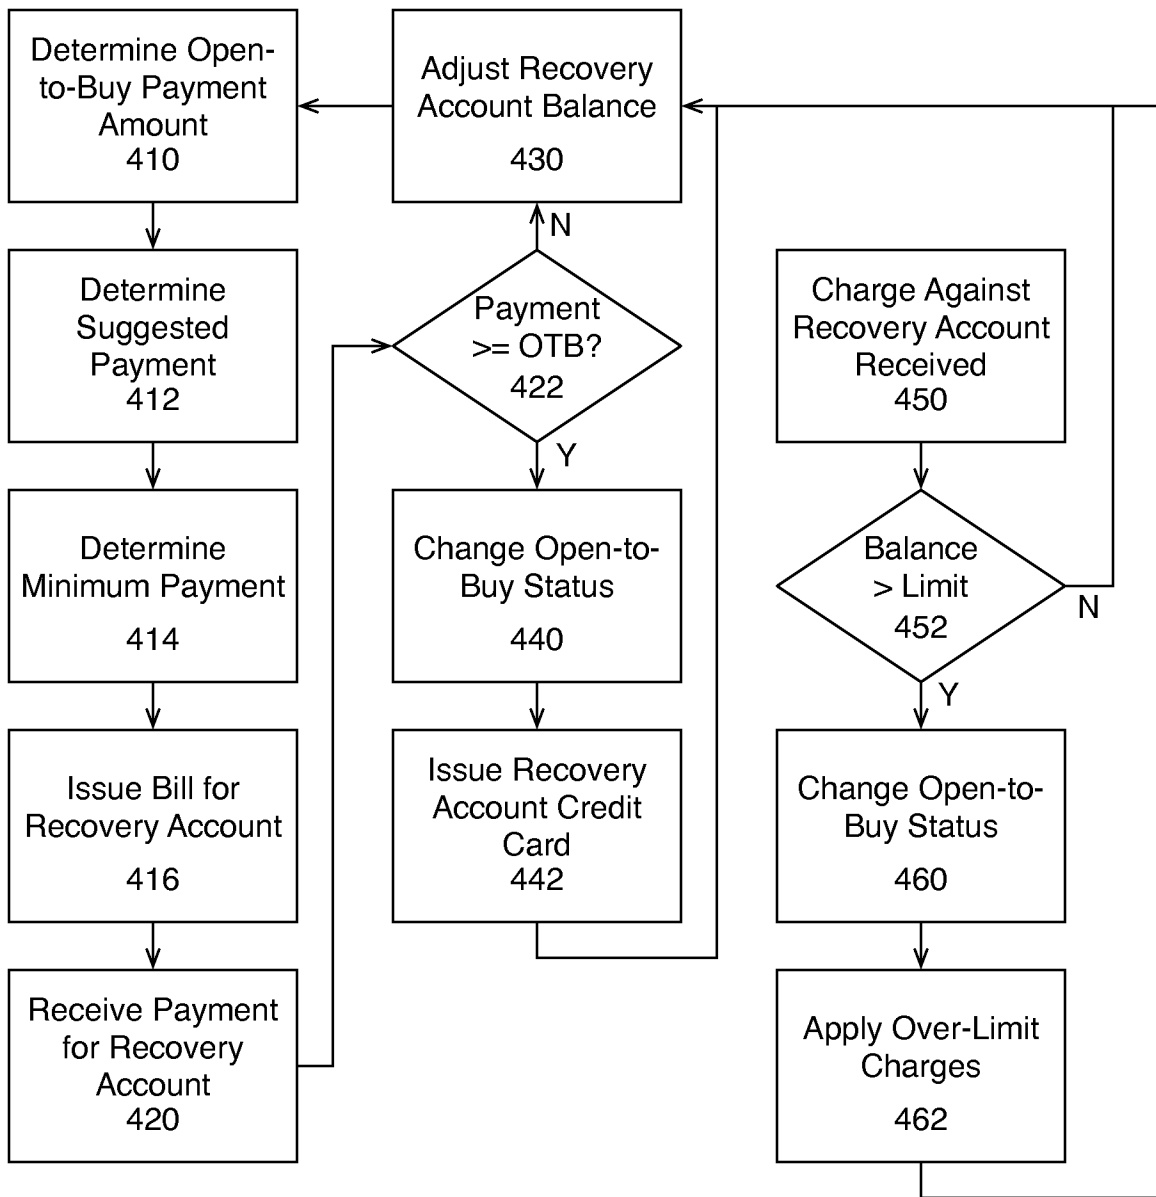 Determine Open-
to-Buy Payment
Amount
410
Determine
Suggested
Payment
412
Determine
Minimum Payment
414
Issue Bill for
Recovery Account
416
Receive Payment
for Recovery
Account
420
Adjust Recovery
Account Balance
430
N
Payment
>= OTB?
422
Y
Change Open-to-
Buy Status
440
Issue Recovery
Account Credit
Card
442
Charge Against
Recovery Account
Received
450
Balance
> Limit
452
N
Y
Change Open-to-
Buy Status
460
Apply Over-Limit
Charges
462